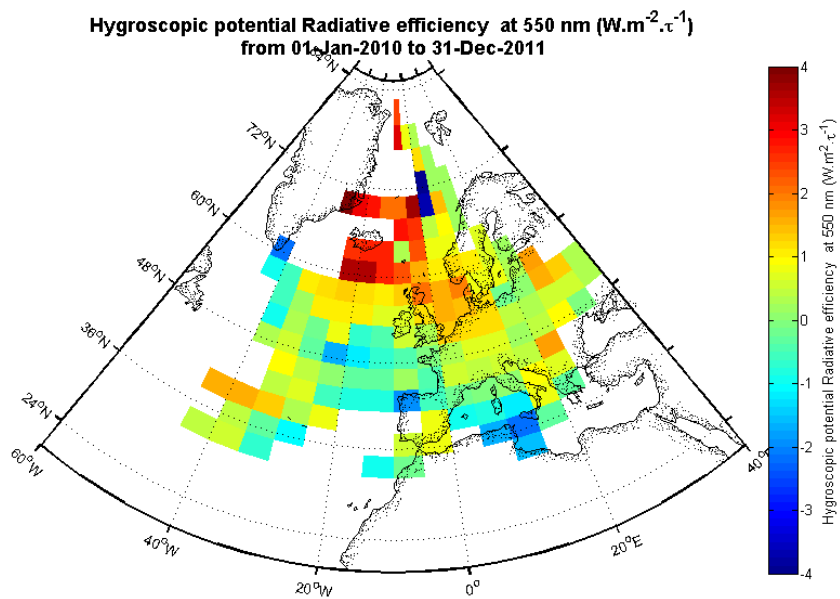 Hygroscopic potential Radiative efficiency at 550 nm (W.m⁻².τ⁻¹)
from 01-Jan-2010 to 31-Dec-2011
84°N
72°N
60°N
48°N
36°N
24°N
60°W
40°W
20°W
0°
20°E
40°
4
3
2
1
0
-1
-2
-3
-4
Hygroscopic potential Radiative efficiency at 550 nm (W.m⁻².τ⁻¹)